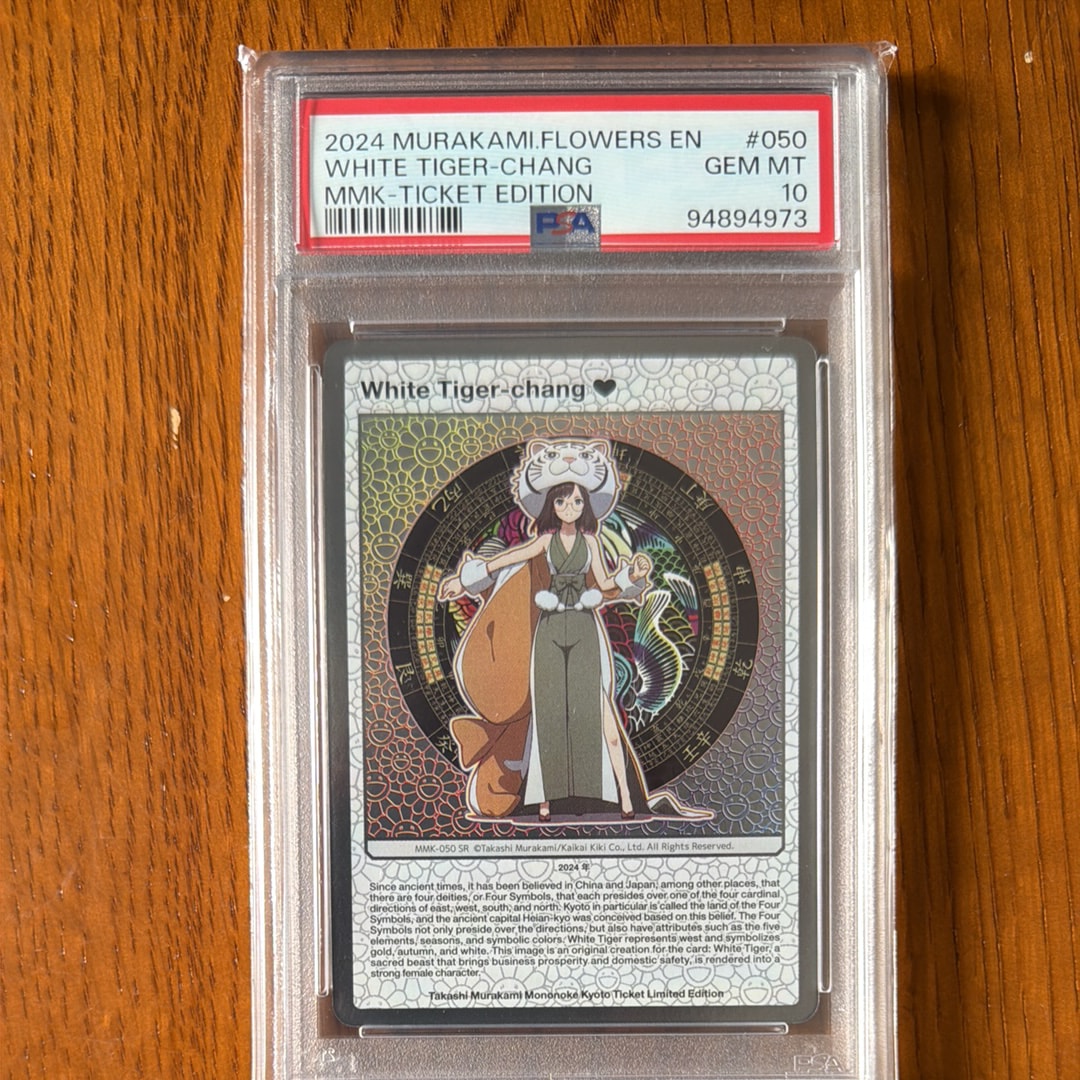 2024 MURAKAMI.FLOWERS EN #050
WHITE TIGER-CHANG GEM MT
MMK-TICKET EDITION 10
PSA 94894973
White Tiger-chang ♥
MMK-050 SR ©Takashi Murakami/Kaikai Kiki Co., Ltd. All Rights Reserved.
2024 年
Since ancient times, it has been believed in China and Japan, among other places, that
there are four deities, or Four Symbols, that each presides over one of the four cardinal
directions of east, west, south, and north. Kyoto in particular is called the land of the Four
Symbols, and the ancient capital Heian-kyo was conceived based on this belief. The Four
Symbols not only preside over the directions, but also have attributes such as the five
elements, seasons, and symbolic colors. White Tiger represents west and symbolizes
gold, autumn, and white. This image is an original creation for the card: White Tiger, a
sacred beast that brings business prosperity and domestic safety, is rendered into a
strong female character.
Takashi Murakami Mononoke Kyoto Ticket Limited Edition
PSA